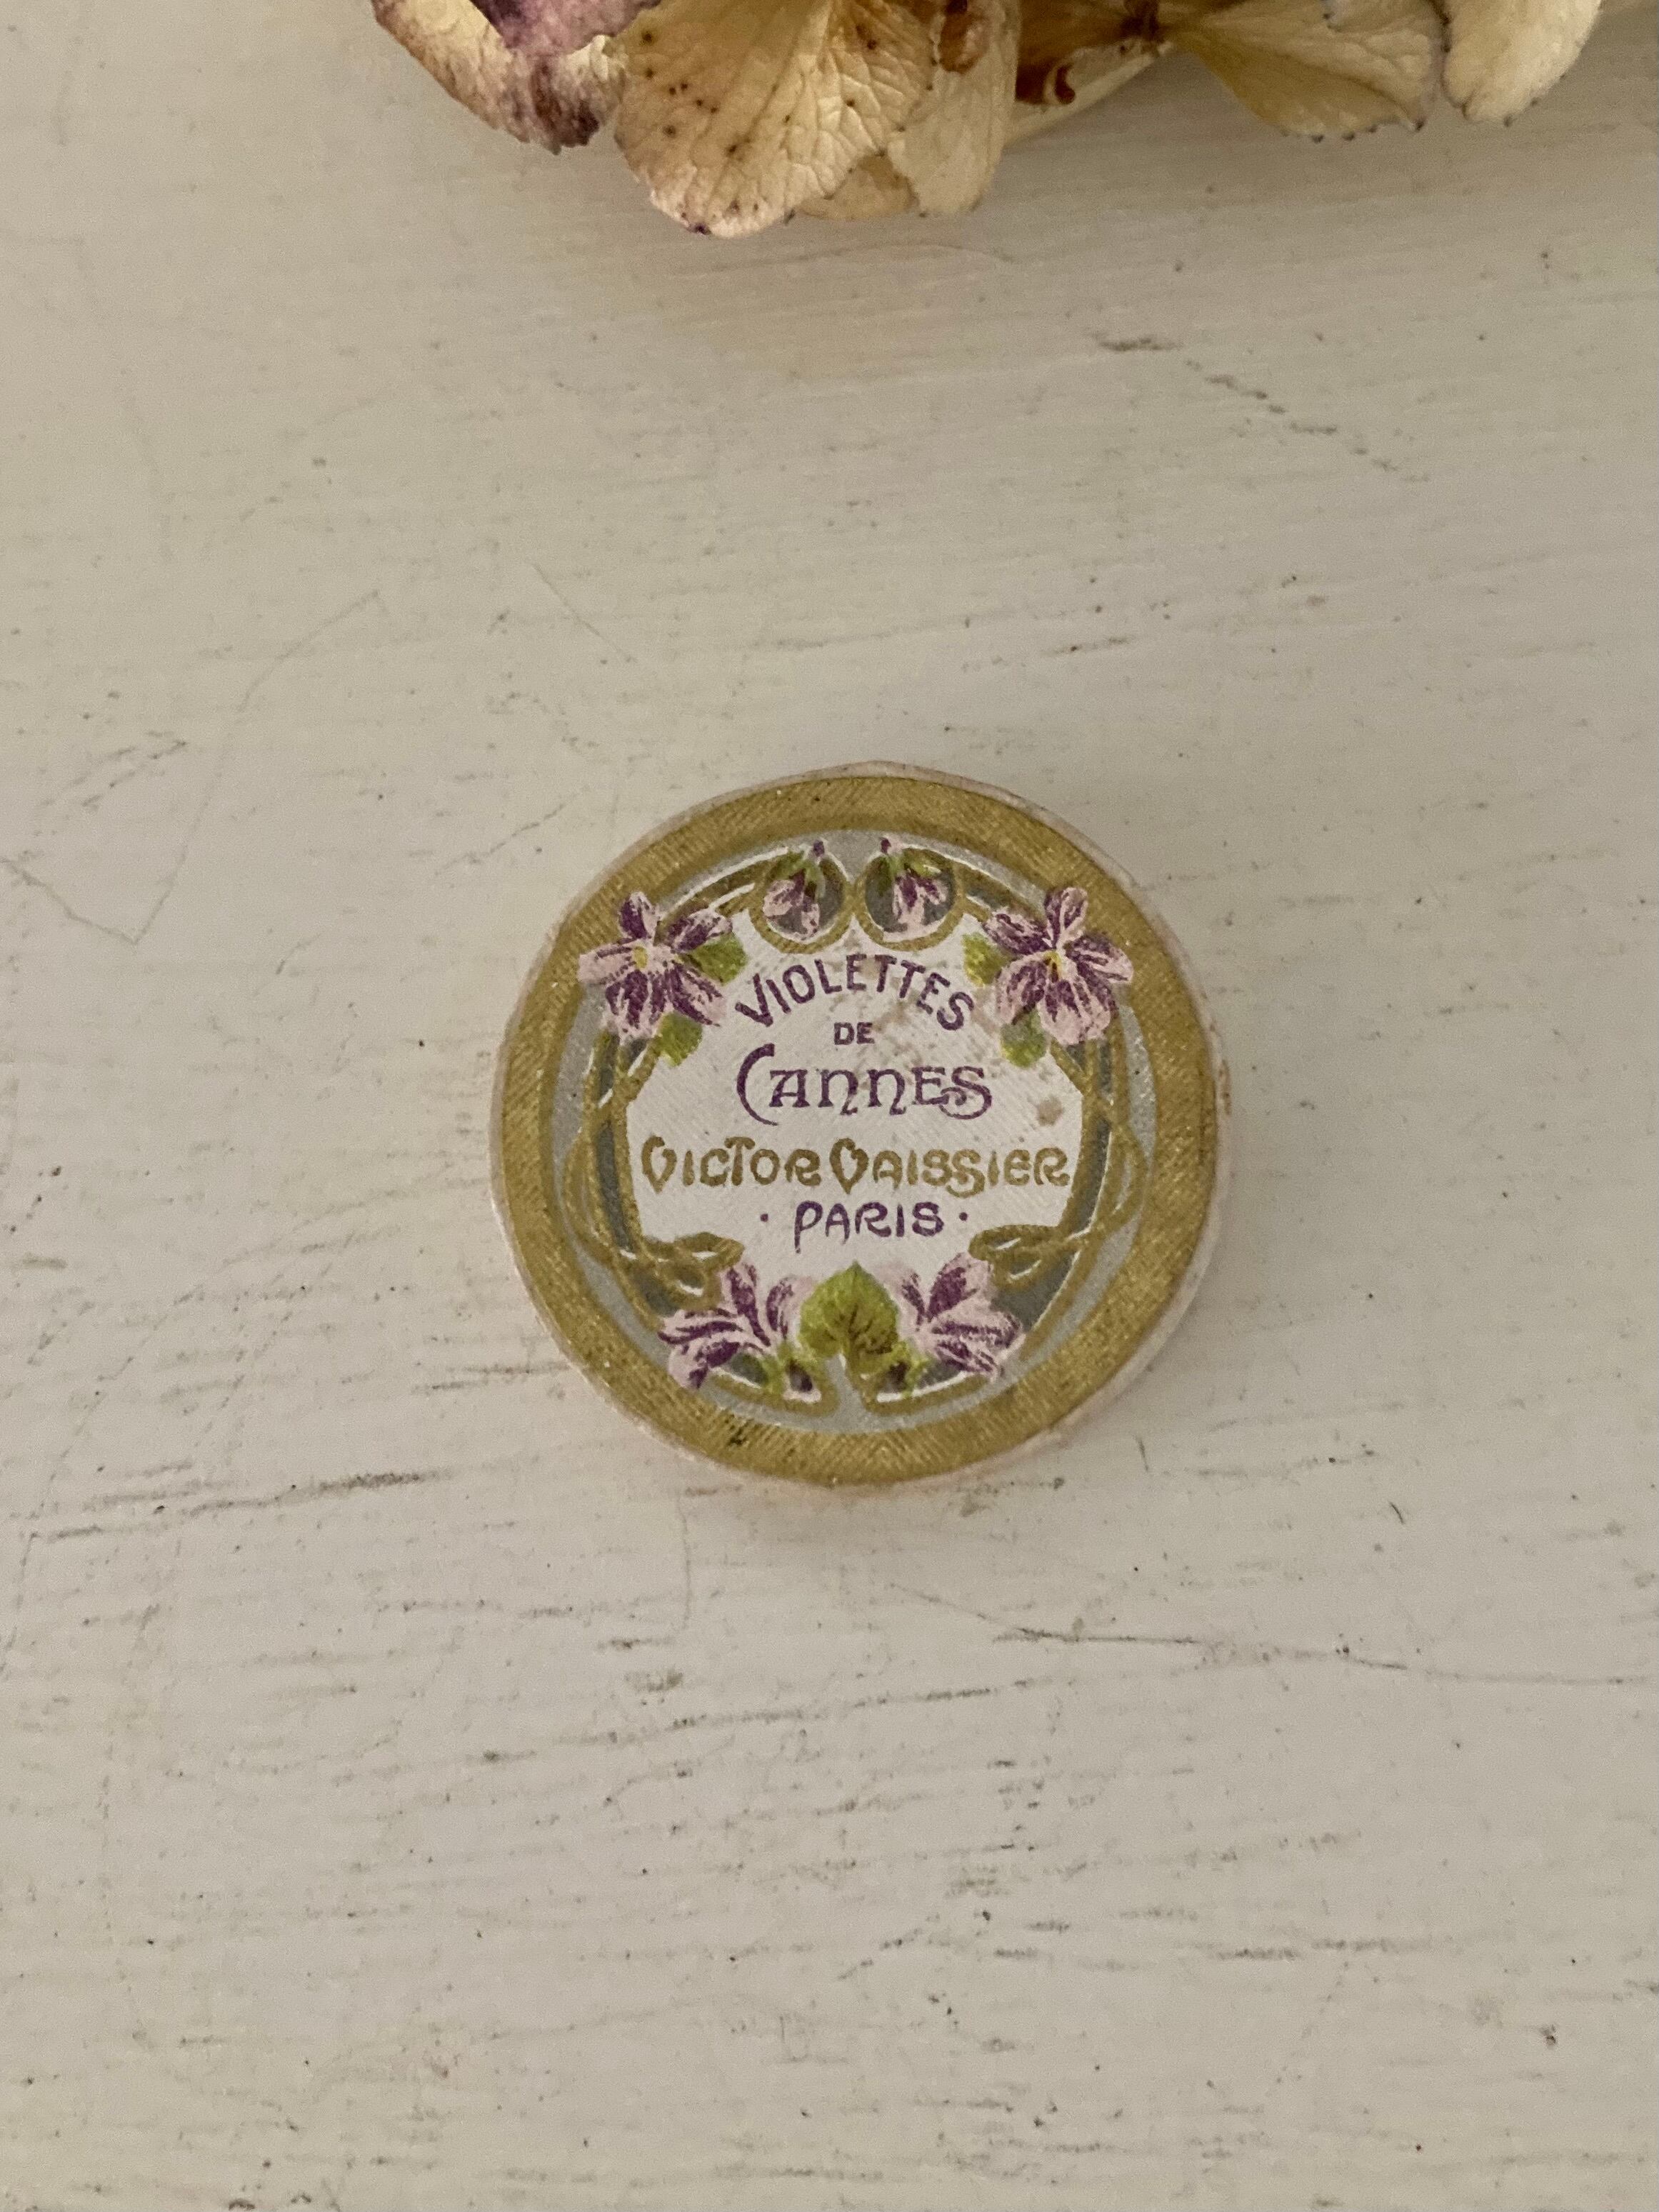 VIOLETTES
DE
CANNES
VICTOR VAISSIER
· PARIS ·